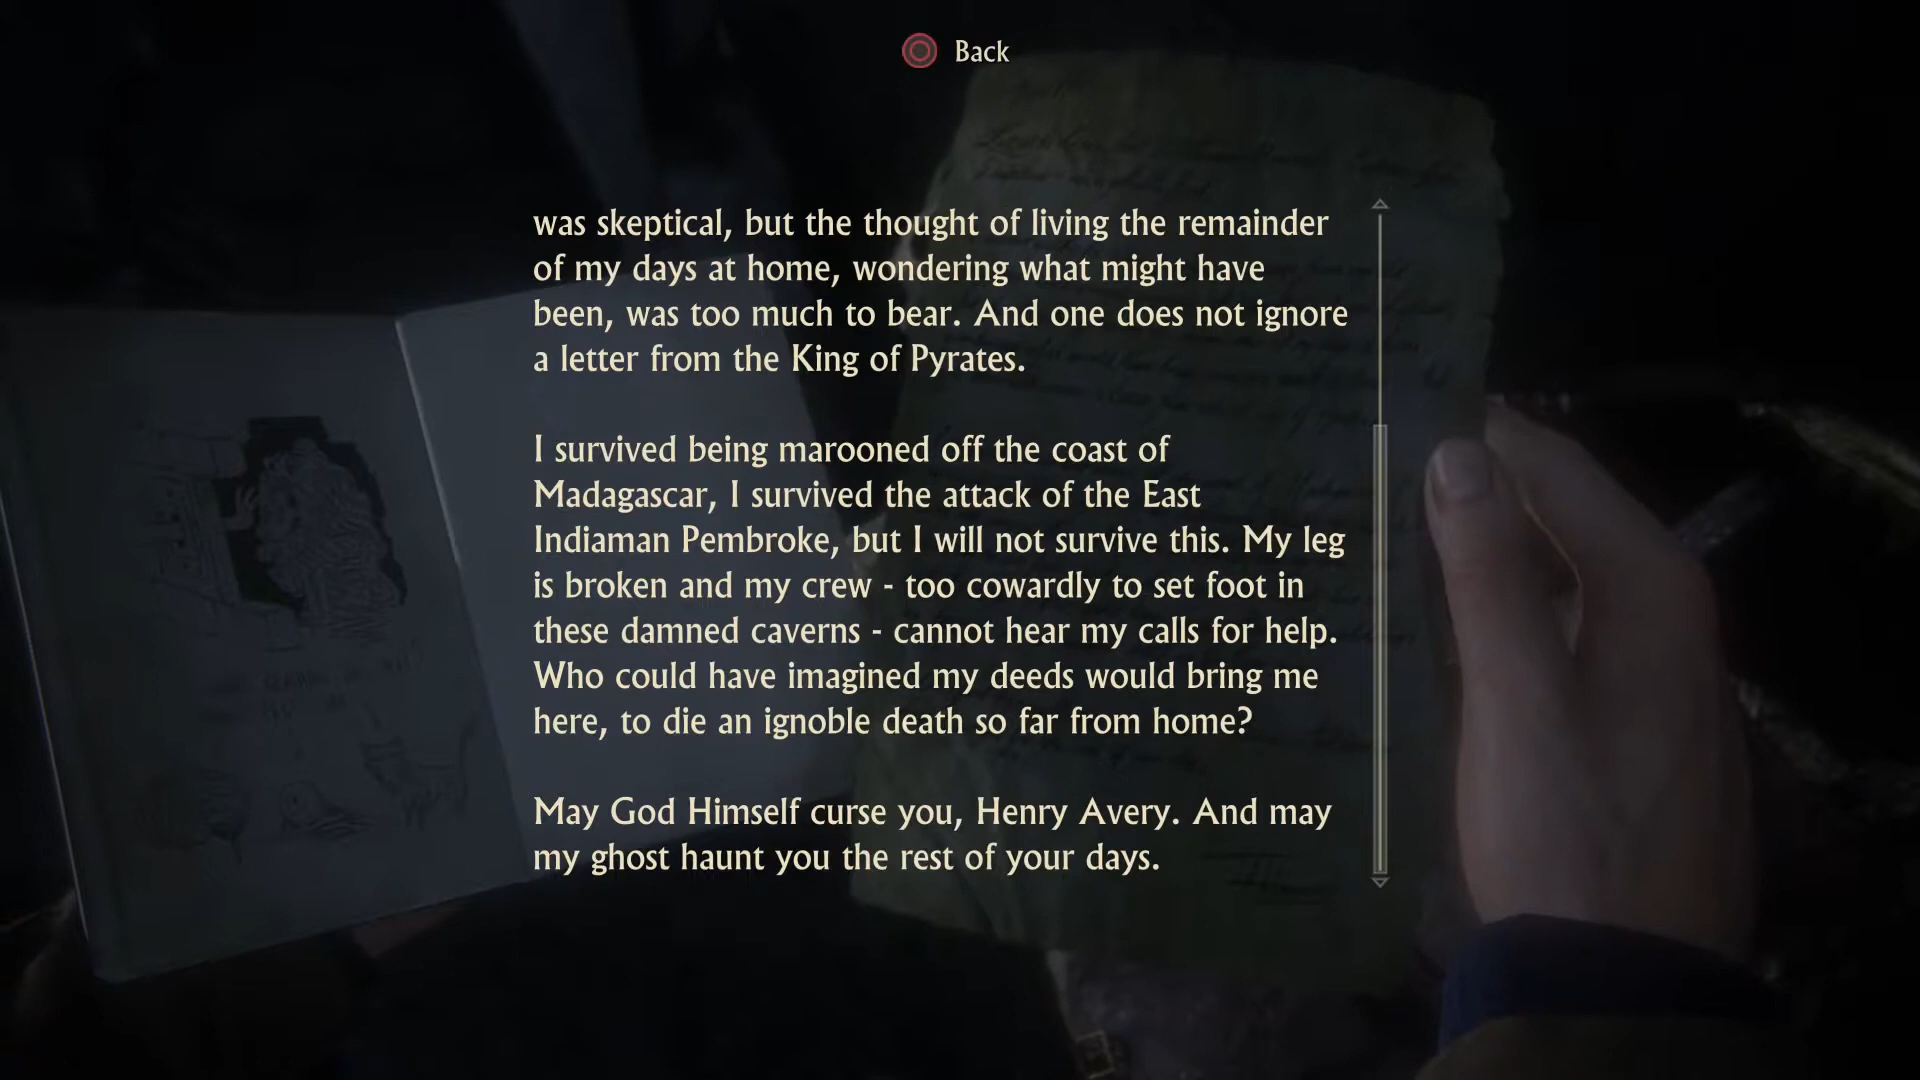 Back
was skeptical, but the thought of living the remainder
of my days at home, wondering what might have
been, was too much to bear. And one does not ignore
a letter from the King of Pyrates.
I survived being marooned off the coast of
Madagascar, I survived the attack of the East
Indiaman Pembroke, but I will not survive this. My leg
is broken and my crew - too cowardly to set foot in
these damned caverns - cannot hear my calls for help.
Who could have imagined my deeds would bring me
here, to die an ignoble death so far from home?
May God Himself curse you, Henry Avery. And may
my ghost haunt you the rest of your days.